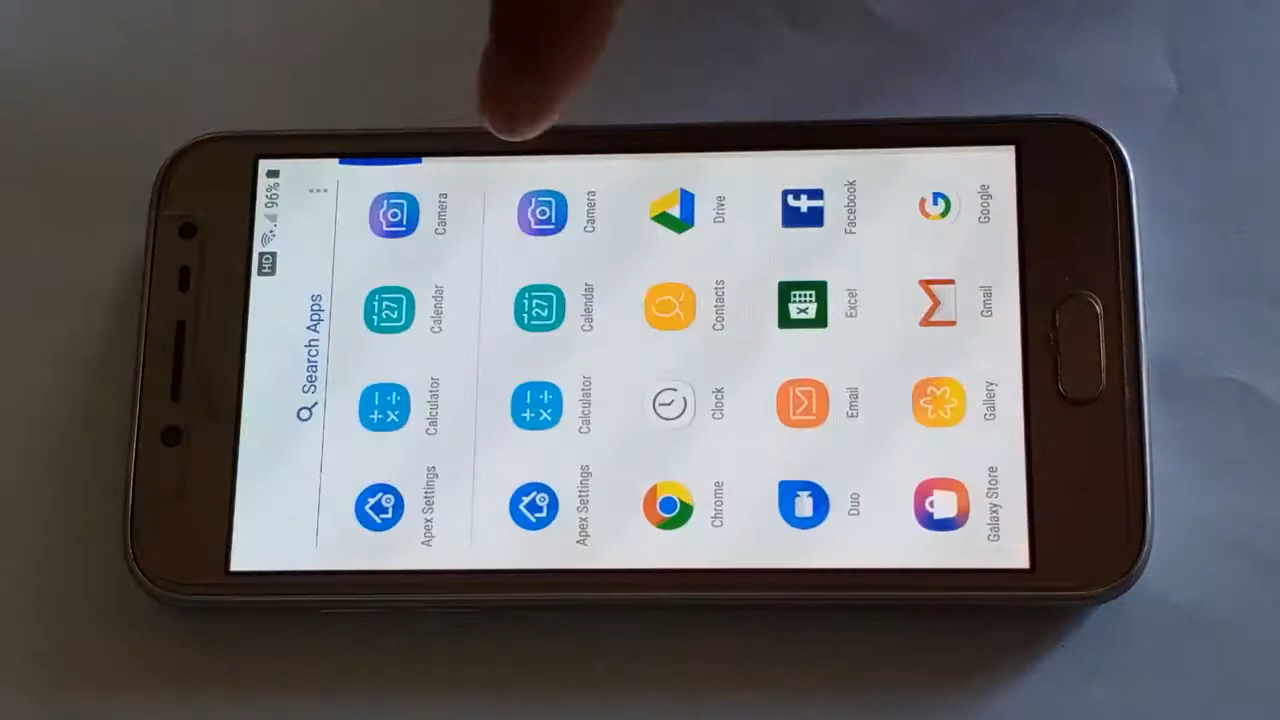 HD 96%
Search Apps
Apex Settings Calculator Calendar Camera
Apex Settings Calculator Calendar Camera
Chrome Clock Contacts Drive
Duo Email Excel Facebook
Galaxy Store Gallery Gmail Google